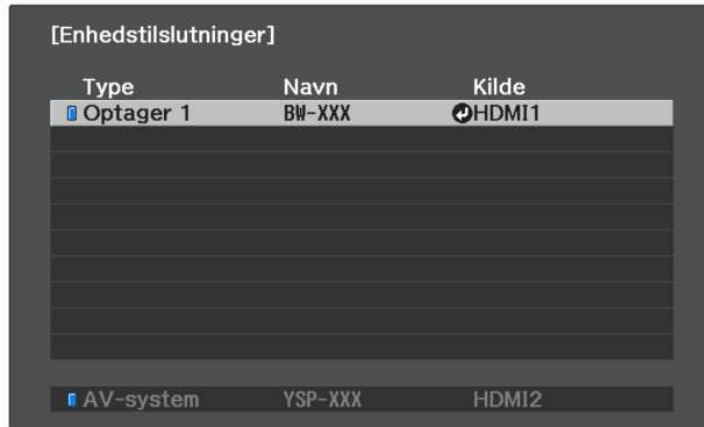 [Enhedstilslutninger]
Type Navn Kilde
Optager 1 BW-XXX HDMI1
AV-system YSP-XXX HDMI2